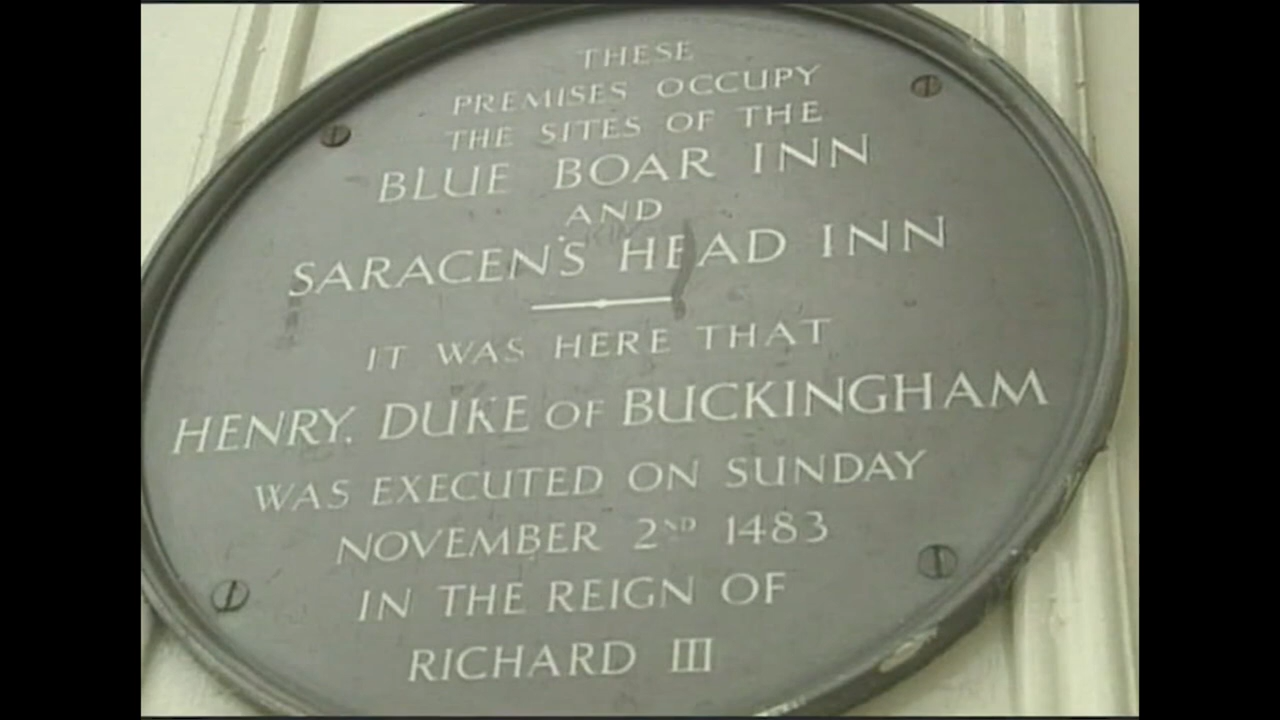 THESE
PREMISES OCCUPY
THE SITES OF THE
BLUE BOAR INN
AND
SARACEN'S HEAD INN
IT WAS HERE THAT
HENRY, DUKE OF BUCKINGHAM
WAS EXECUTED ON SUNDAY
NOVEMBER 2ND 1483
IN THE REIGN OF
RICHARD III